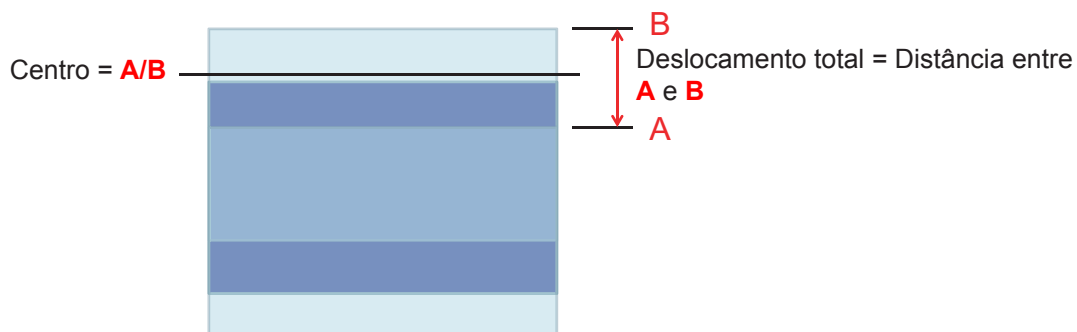 B
Centro = A/B
Deslocamento total = Distância entre
A e B
A